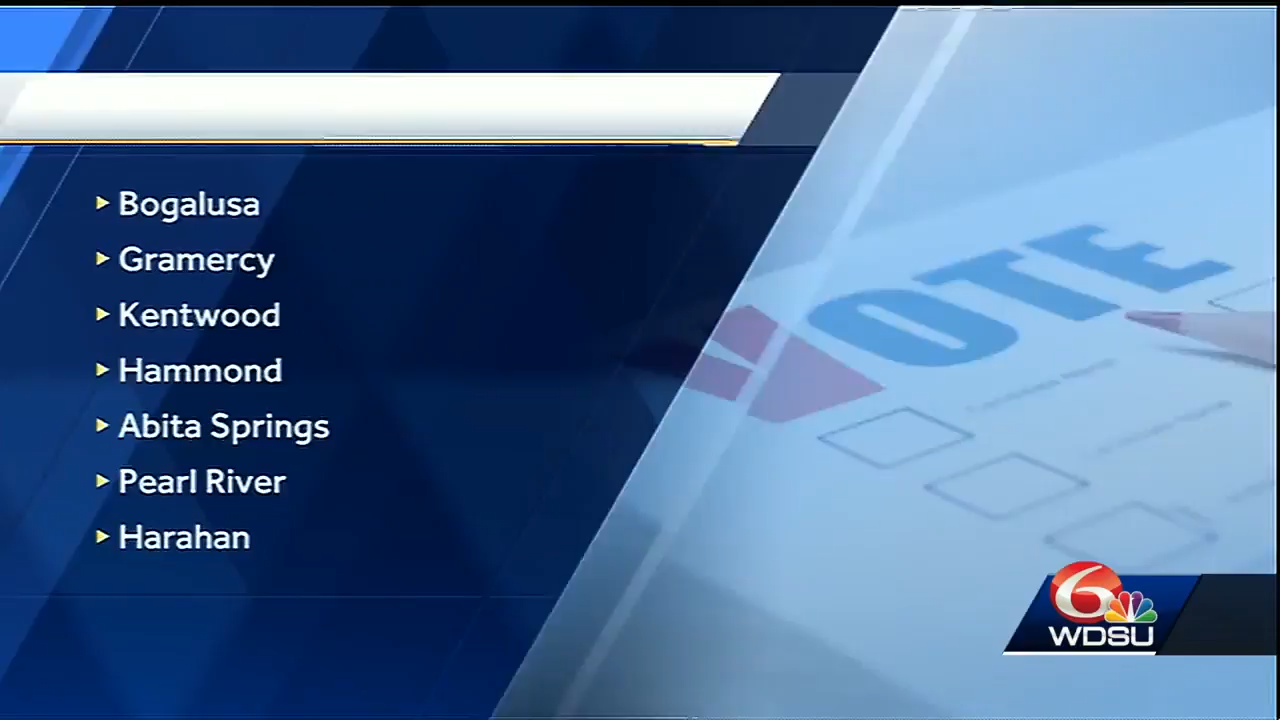 Bogalusa
Gramercy
Kentwood
Hammond
Abita Springs
Pearl River
Harahan
VOTE
6
WDSU